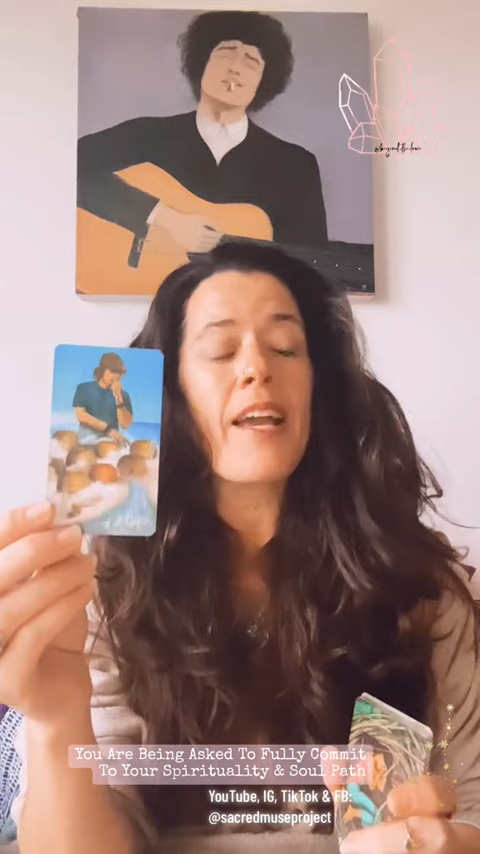 You Are Being Asked To Fully Commit
To Your Spirituality & Soul Path
YouTube, IG, TikTok & FB:
@sacredmuseproject